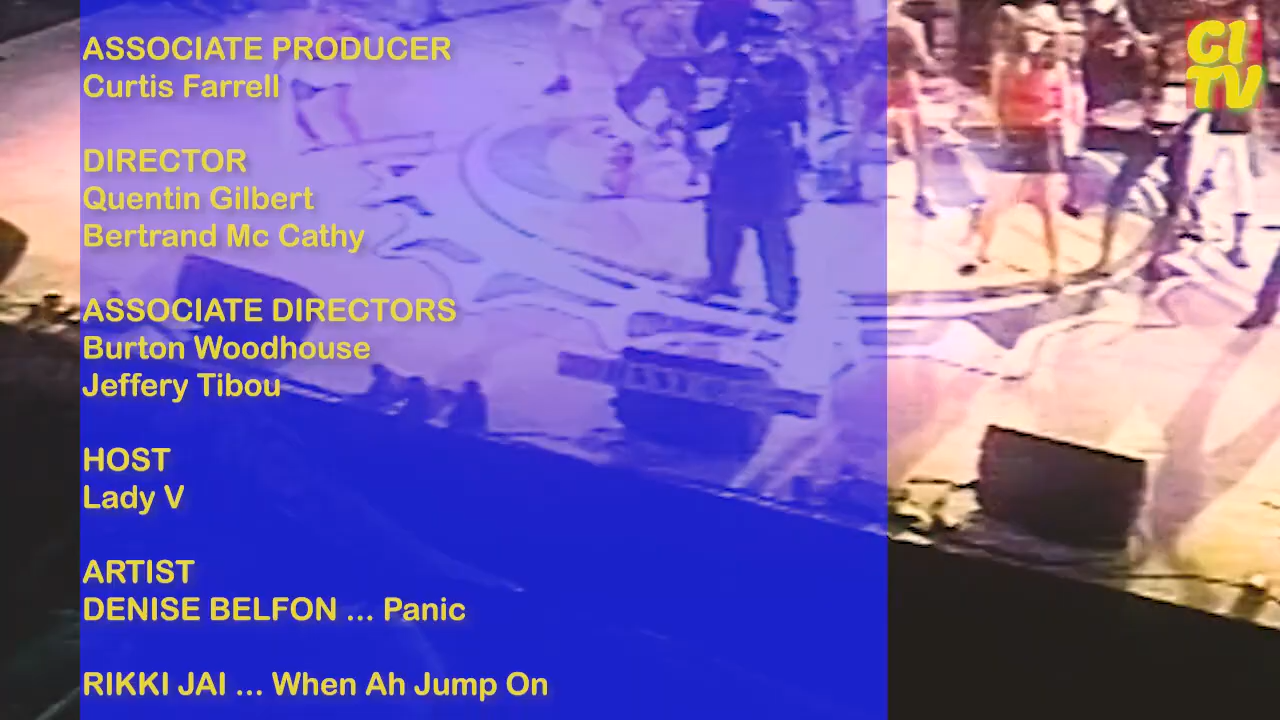 ASSOCIATE PRODUCER
Curtis Farrell
DIRECTOR
Quentin Gilbert
Bertrand Mc Cathy
ASSOCIATE DIRECTORS
Burton Woodhouse
Jeffery Tibou
HOST
Lady V
ARTIST
DENISE BELFON ... Panic
RIKKI JAI ... When Ah Jump On
CI
TV